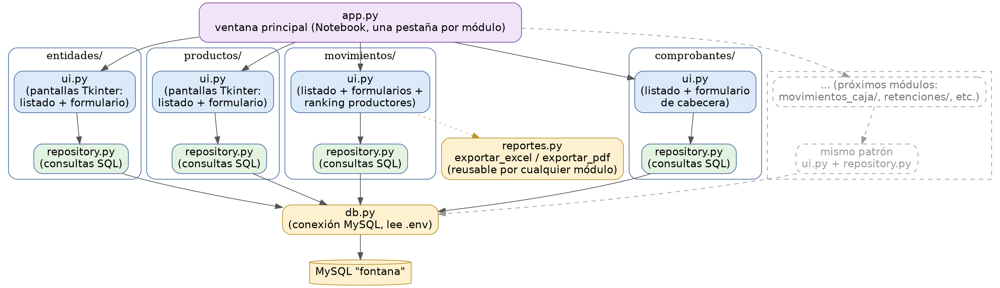 app.py
ventana principal (Notebook, una pestaña por módulo)
entidades/
ui.py
(pantallas Tkinter:
listado + formulario)
repository.py
(consultas SQL)
productos/
ui.py
(pantallas Tkinter:
listado + formulario)
repository.py
(consultas SQL)
movimientos/
ui.py
(listado + formularios +
ranking productores)
repository.py
(consultas SQL)
reportes.py
exportar_excel / exportar_pdf
(reusable por cualquier módulo)
comprobantes/
ui.py
(listado + formulario
de cabecera)
repository.py
(consultas SQL)
... (próximos módulos:
movimientos_caja/, retenciones/, etc.)
mismo patrón
ui.py + repository.py
db.py
(conexión MySQL, lee .env)
MySQL "fontana"